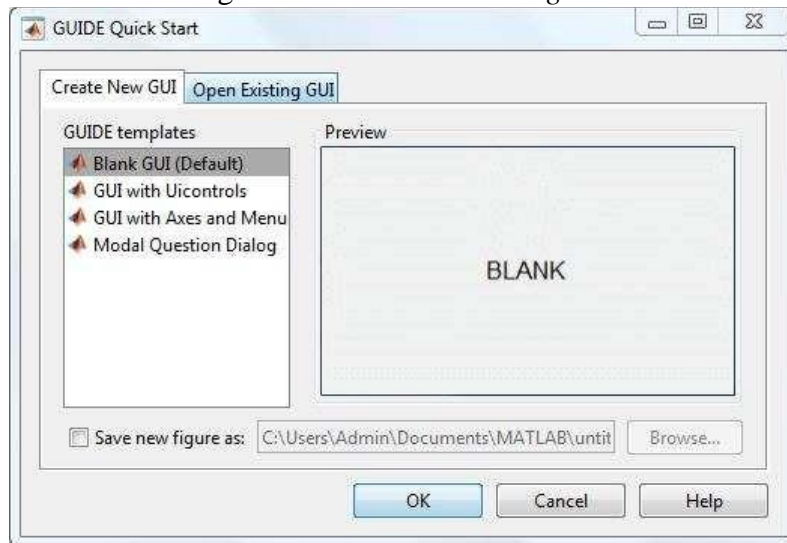 GUIDE Quick Start
Create New GUI
Open Existing GUI
GUIDE templates
Blank GUI (Default)
GUI with Uicontrols
GUI with Axes and Menu
Modal Question Dialog
Preview
BLANK
Save new figure as:
C:\Users\Admin\Documents\MATLAB\untit
Browse...
OK
Cancel
Help